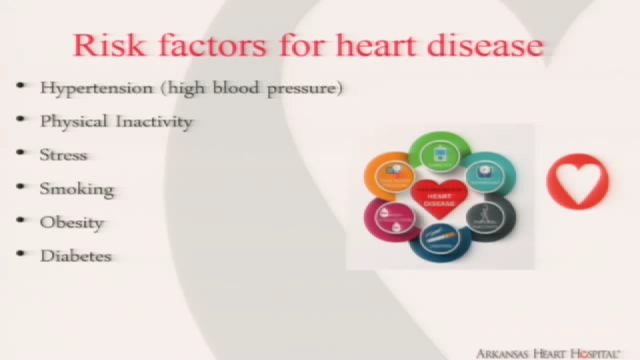 Risk factors for heart disease
• Hypertension (high blood pressure)
• Physical Inactivity
• Stress
• Smoking
• Obesity
• Diabetes
HEART
DISEASE
ARKANSAS HEART HOSPITAL